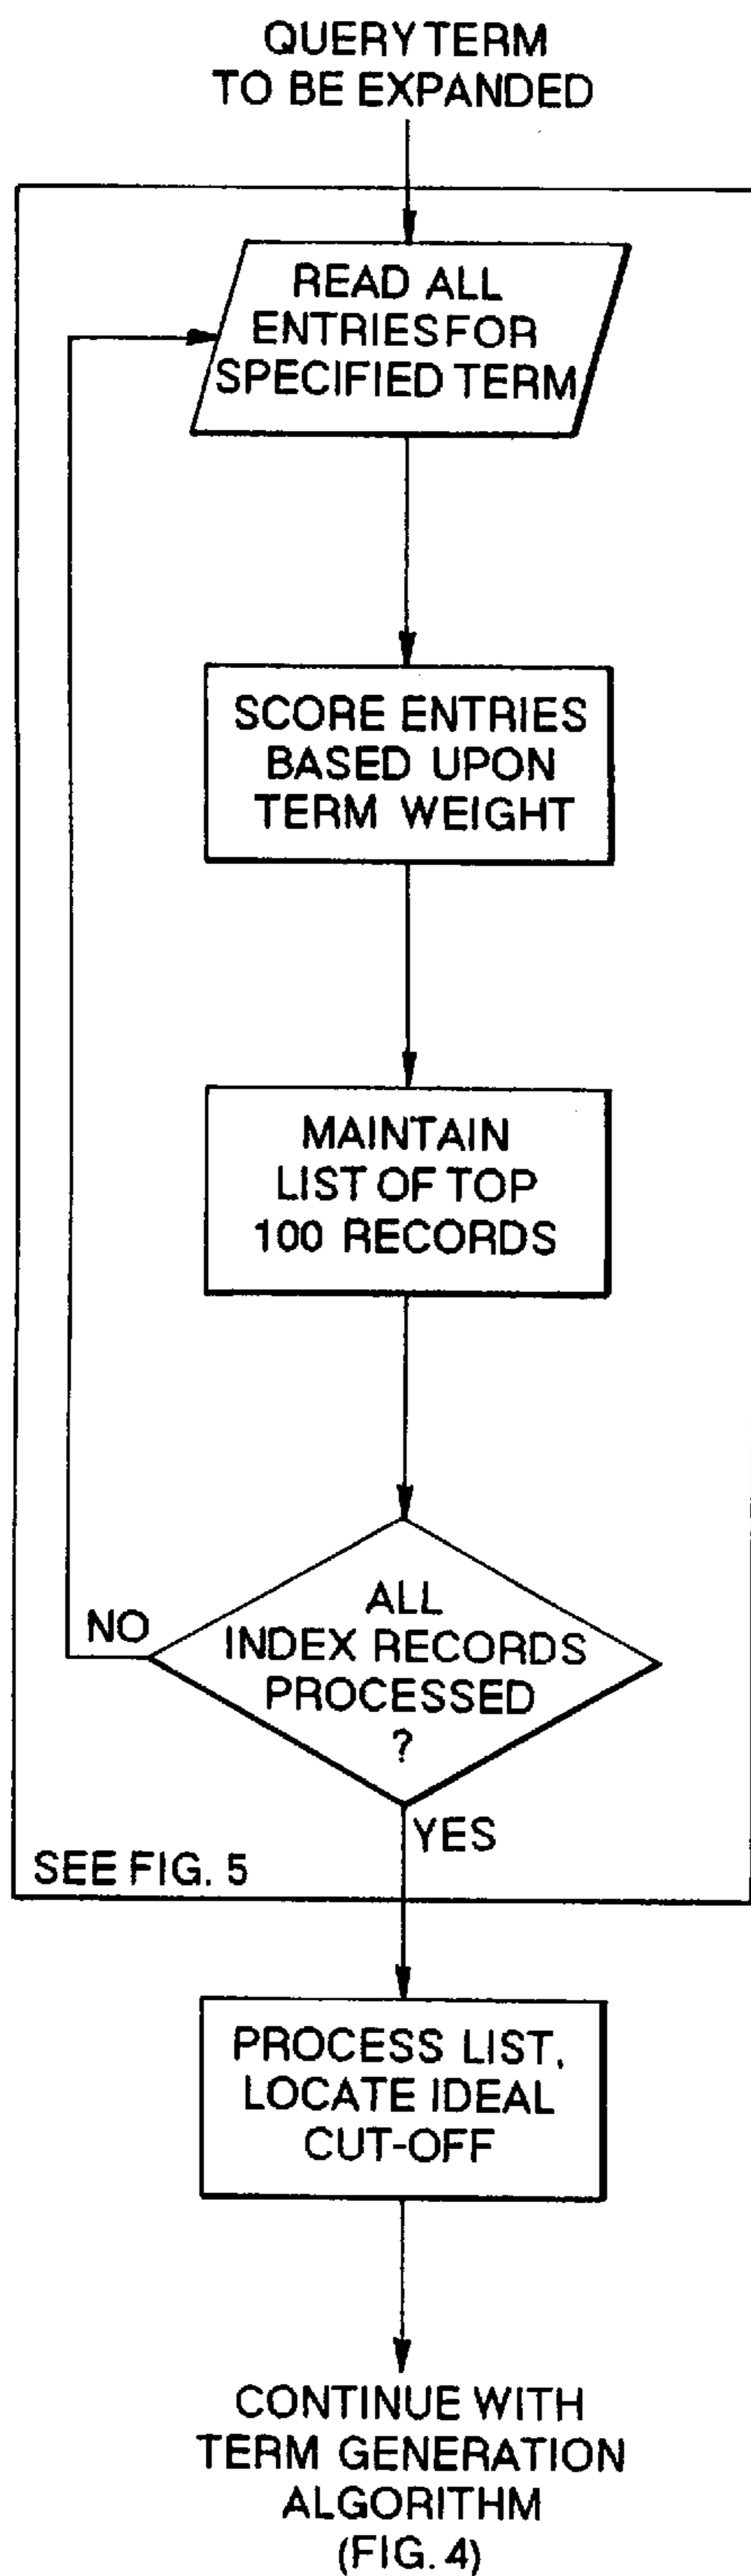 QUERY TERM
TO BE EXPANDED
READ ALL
ENTRIES FOR
SPECIFIED TERM
SCORE ENTRIES
BASED UPON
TERM WEIGHT
MAINTAIN
LIST OF TOP
100 RECORDS
ALL
INDEX RECORDS
PROCESSED
?
NO
YES
SEE FIG. 5
PROCESS LIST,
LOCATE IDEAL
CUT-OFF
CONTINUE WITH
TERM GENERATION
ALGORITHM
(FIG. 4)